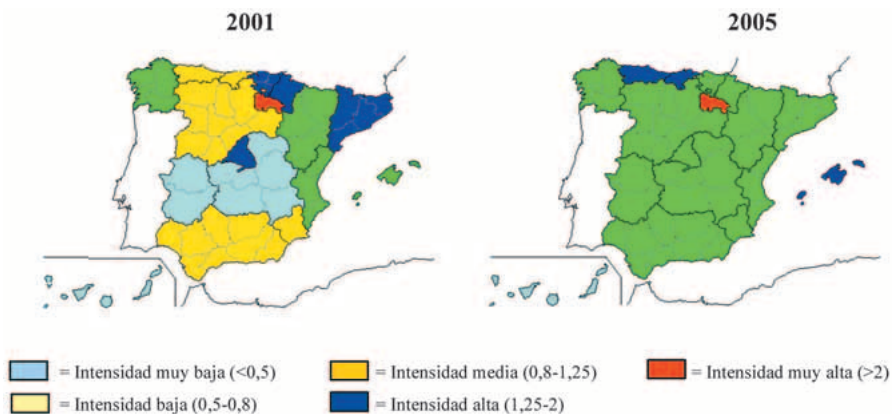 2001
2005
= Intensidad muy baja (<0,5)
= Intensidad media (0,8-1,25)
= Intensidad muy alta (>2)
= Intensidad baja (0,5-0,8)
= Intensidad alta (1,25-2)